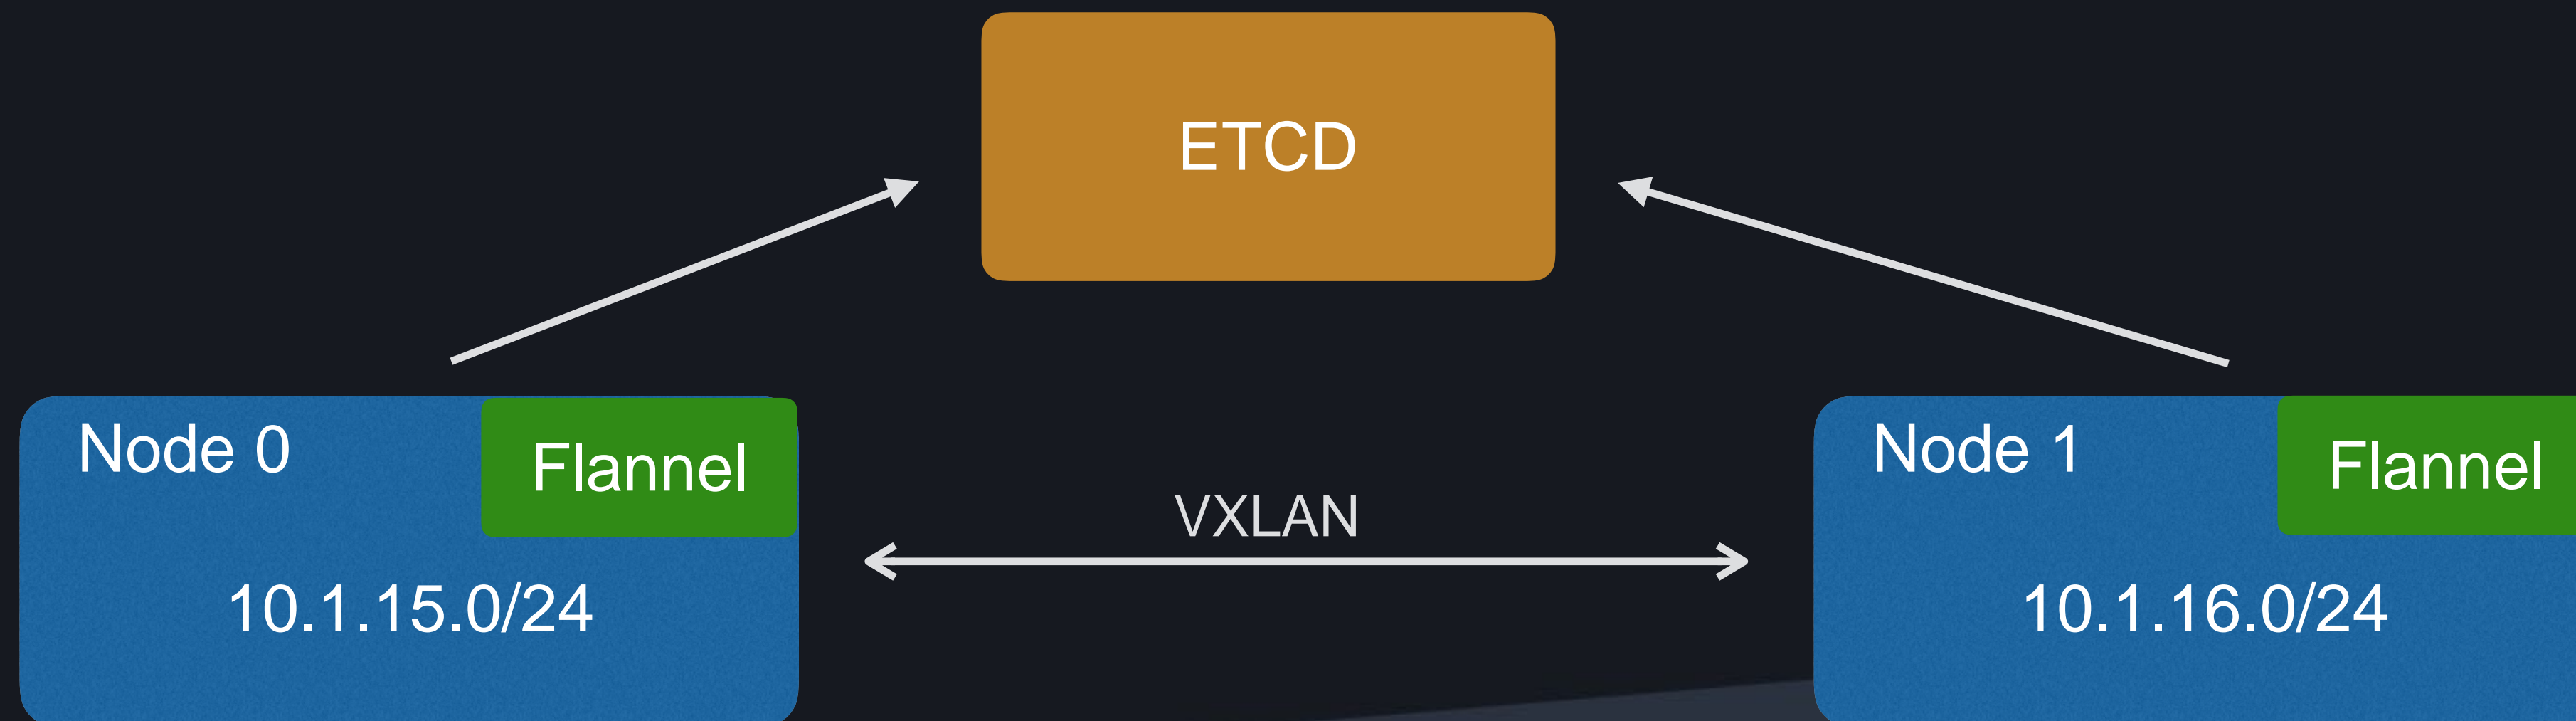 ETCD
Node 0
Flannel
10.1.15.0/24
VXLAN
Node 1
Flannel
10.1.16.0/24